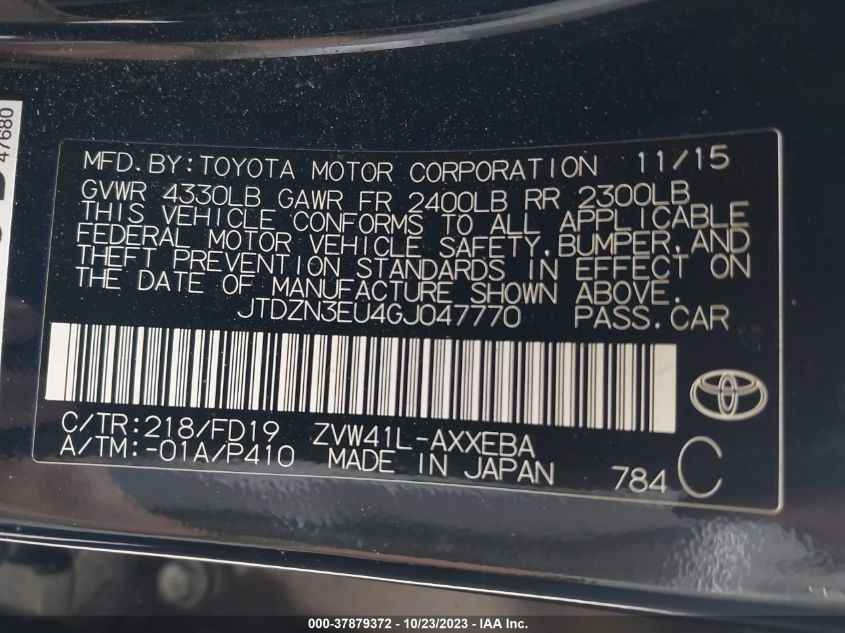 47680
MFD.BY:TOYOTA MOTOR CORPORATION 11/15
GVWR 4330LB GAWR FR 2400LB RR 2300LB
THIS VEHICLE CONFORMS TO ALL APPLICABLE
FEDERAL MOTOR VEHICLE SAFETY,BUMPER,AND
THEFT PREVENTION STANDARDS IN EFFECT ON
THE DATE OF MANUFACTURE SHOWN ABOVE.
JTDZN3EU4GJ047770 PASS.CAR
C/TR:218/FD19 ZVW41L-AXXEBA
A/TM:-01A/P410 MADE IN JAPAN 784 C
000-37879372 - 10/23/2023 - IAA Inc.